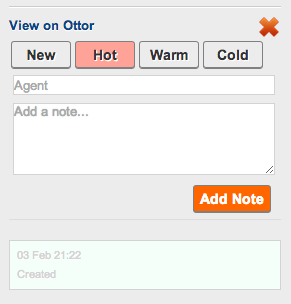 View on Ottor
New Hot Warm Cold
Agent
Add a note...
Add Note
03 Feb 21:22
Created